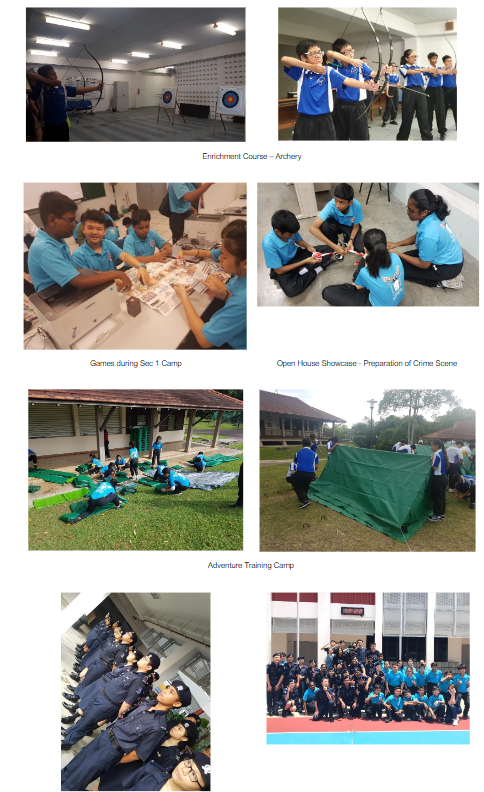 Enrichment Course – Archery
Games during Sec 1 Camp
Open House Showcase - Preparation of Crime Scene
Adventure Training Camp